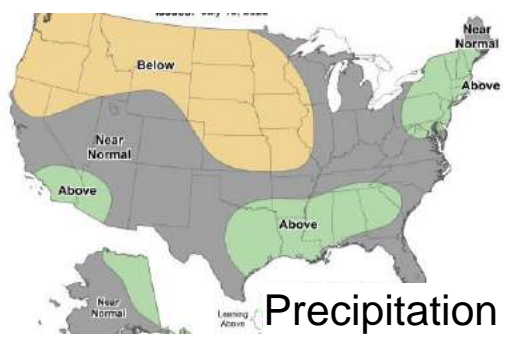 Near
Normal
Below
Above
Near
Normal
Above
Above
Near
Normal
Leaning
Above
Precipitation